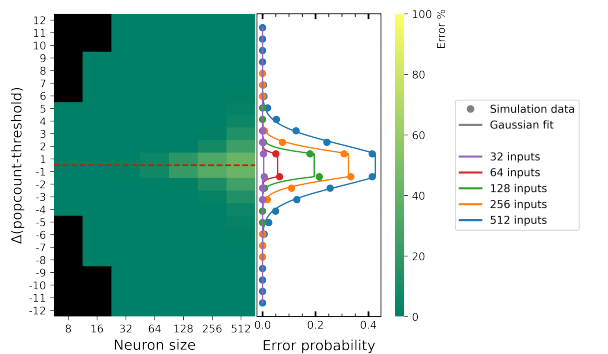 12
11
10
9
8
7
6
5
4
3
2
1
-1
-2
-3
-4
-5
-6
-7
-8
-9
-10
-11
-12
Δ(popcount-threshold)
8 16 32 64 128 256 512
Neuron size
0.0 0.2 0.4
Error probability
100
80
60
40
20
0
Error %
Simulation data
Gaussian fit
32 inputs
64 inputs
128 inputs
256 inputs
512 inputs